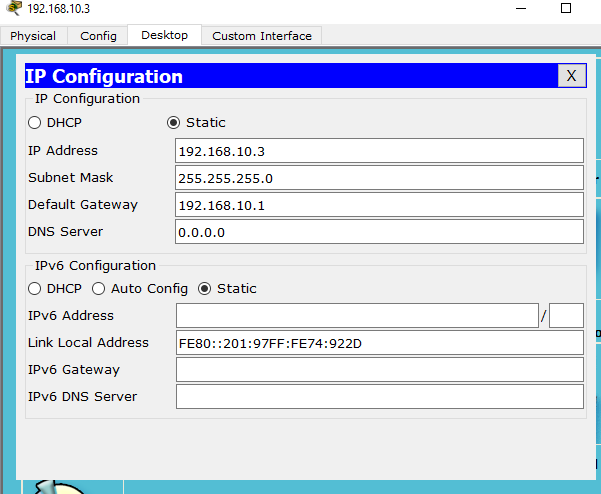 192.168.10.3
Physical Config Desktop Custom Interface
IP Configuration X
IP Configuration
DHCP Static
IP Address 192.168.10.3
Subnet Mask 255.255.255.0
Default Gateway 192.168.10.1
DNS Server 0.0.0.0
IPv6 Configuration
DHCP Auto Config Static
IPv6 Address /
Link Local Address FE80::201:97FF:FE74:922D
IPv6 Gateway
IPv6 DNS Server